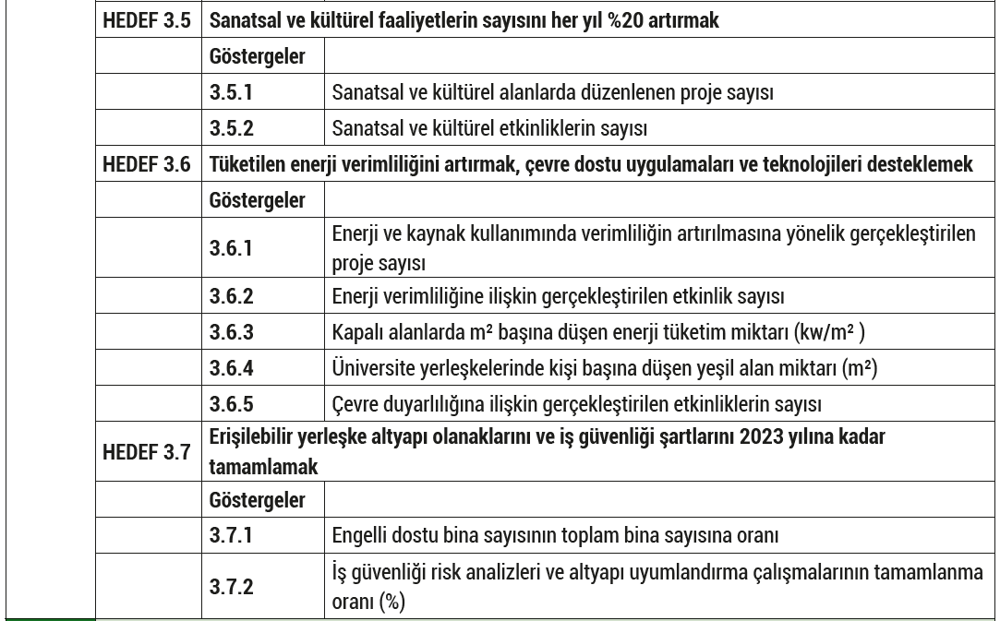 HEDEF 3.5 Sanatsal ve kültürel faaliyetlerin sayısını her yıl %20 artırmak
Göstergeler
3.5.1 Sanatsal ve kültürel alanlarda düzenlenen proje sayısı
3.5.2 Sanatsal ve kültürel etkinliklerin sayısı
HEDEF 3.6 Tüketilen enerji verimliliğini artırmak, çevre dostu uygulamaları ve teknolojileri desteklemek
Göstergeler
3.6.1 Enerji ve kaynak kullanımında verimliliğin artırılmasına yönelik gerçekleştirilen
proje sayısı
3.6.2 Enerji verimliliğine ilişkin gerçekleştirilen etkinlik sayısı
3.6.3 Kapalı alanlarda m² başına düşen enerji tüketim miktarı (kw/m² )
3.6.4 Üniversite yerleşkelerinde kişi başına düşen yeşil alan miktarı (m²)
3.6.5 Çevre duyarlılığına ilişkin gerçekleştirilen etkinliklerin sayısı
HEDEF 3.7 Erişilebilir yerleşke altyapı olanaklarını ve iş güvenliği şartlarını 2023 yılına kadar
tamamlamak
Göstergeler
3.7.1 Engelli dostu bina sayısının toplam bina sayısına oranı
3.7.2 İş güvenliği risk analizleri ve altyapı uyumlandırma çalışmalarının tamamlanma
oranı (%)